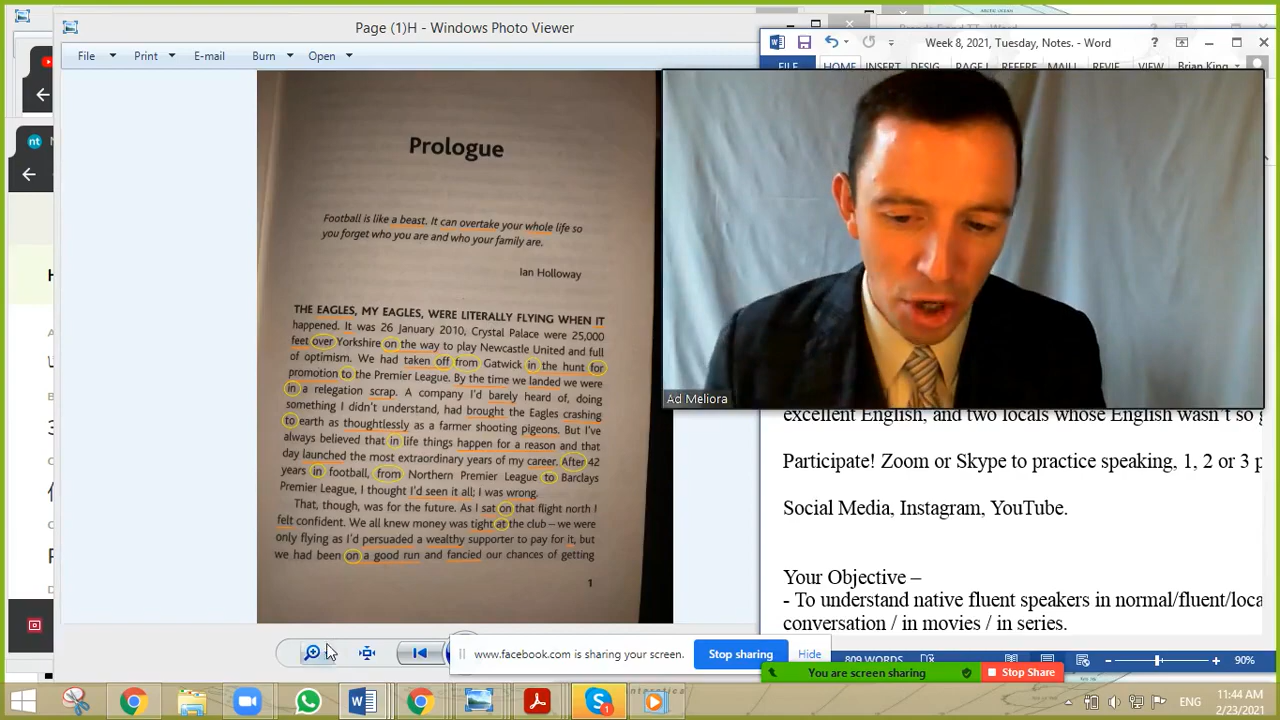 Page (1)H - Windows Photo Viewer
File
Print
E-mail
Burn
Open
Prologue
Football is like a beast. It can overtake your whole life so
you forget who you are and who your family are.
Ian Holloway
THE EAGLES, MY EAGLES, WERE LITERALLY FLYING WHEN IT
happened. It was 26 January 2010, Crystal Palace were 25,000
feet over Yorkshire on the way to play Newcastle United and full
of optimism. We had taken off from Gatwick in the hunt for
promotion to the Premier League. By the time we landed we were
in a relegation scrap. A company I'd barely heard of, doing
something I didn't understand, had brought the Eagles crashing
to earth as thoughtlessly as a farmer shooting pigeons. But I've
always believed that in life things happen for a reason and that
day launched the most extraordinary years of my career. After 42
years in football, from Northern Premier League to Barclays
Premier League, I thought I'd seen it all; I was wrong.
That, though, was for the future. As I sat on that flight north I
felt confident. We all knew money was tight at the club – we were
only flying as I'd persuaded a wealthy supporter to pay for it, but
we had been on a good run and fancied our chances of getting
1
Week 8, 2021, Tuesday, Notes. - Word
FILE
HOME
INSERT
DESIG
PAGE I
REFERE
MAILI
REVIE
VIEW
Brian King
Ad Meliora
excellent English, and two locals whose English wasn't so g
Participate! Zoom or Skype to practice speaking, 1, 2 or 3 p
Social Media, Instagram, YouTube.
Your Objective –
- To understand native fluent speakers in normal/fluent/loca
conversation / in movies / in series.
www.facebook.com is sharing your screen.
Stop sharing
Hide
809 WORDS
90%
You are screen sharing
Stop Share
nt
ENG
11:44 AM
2/23/2021